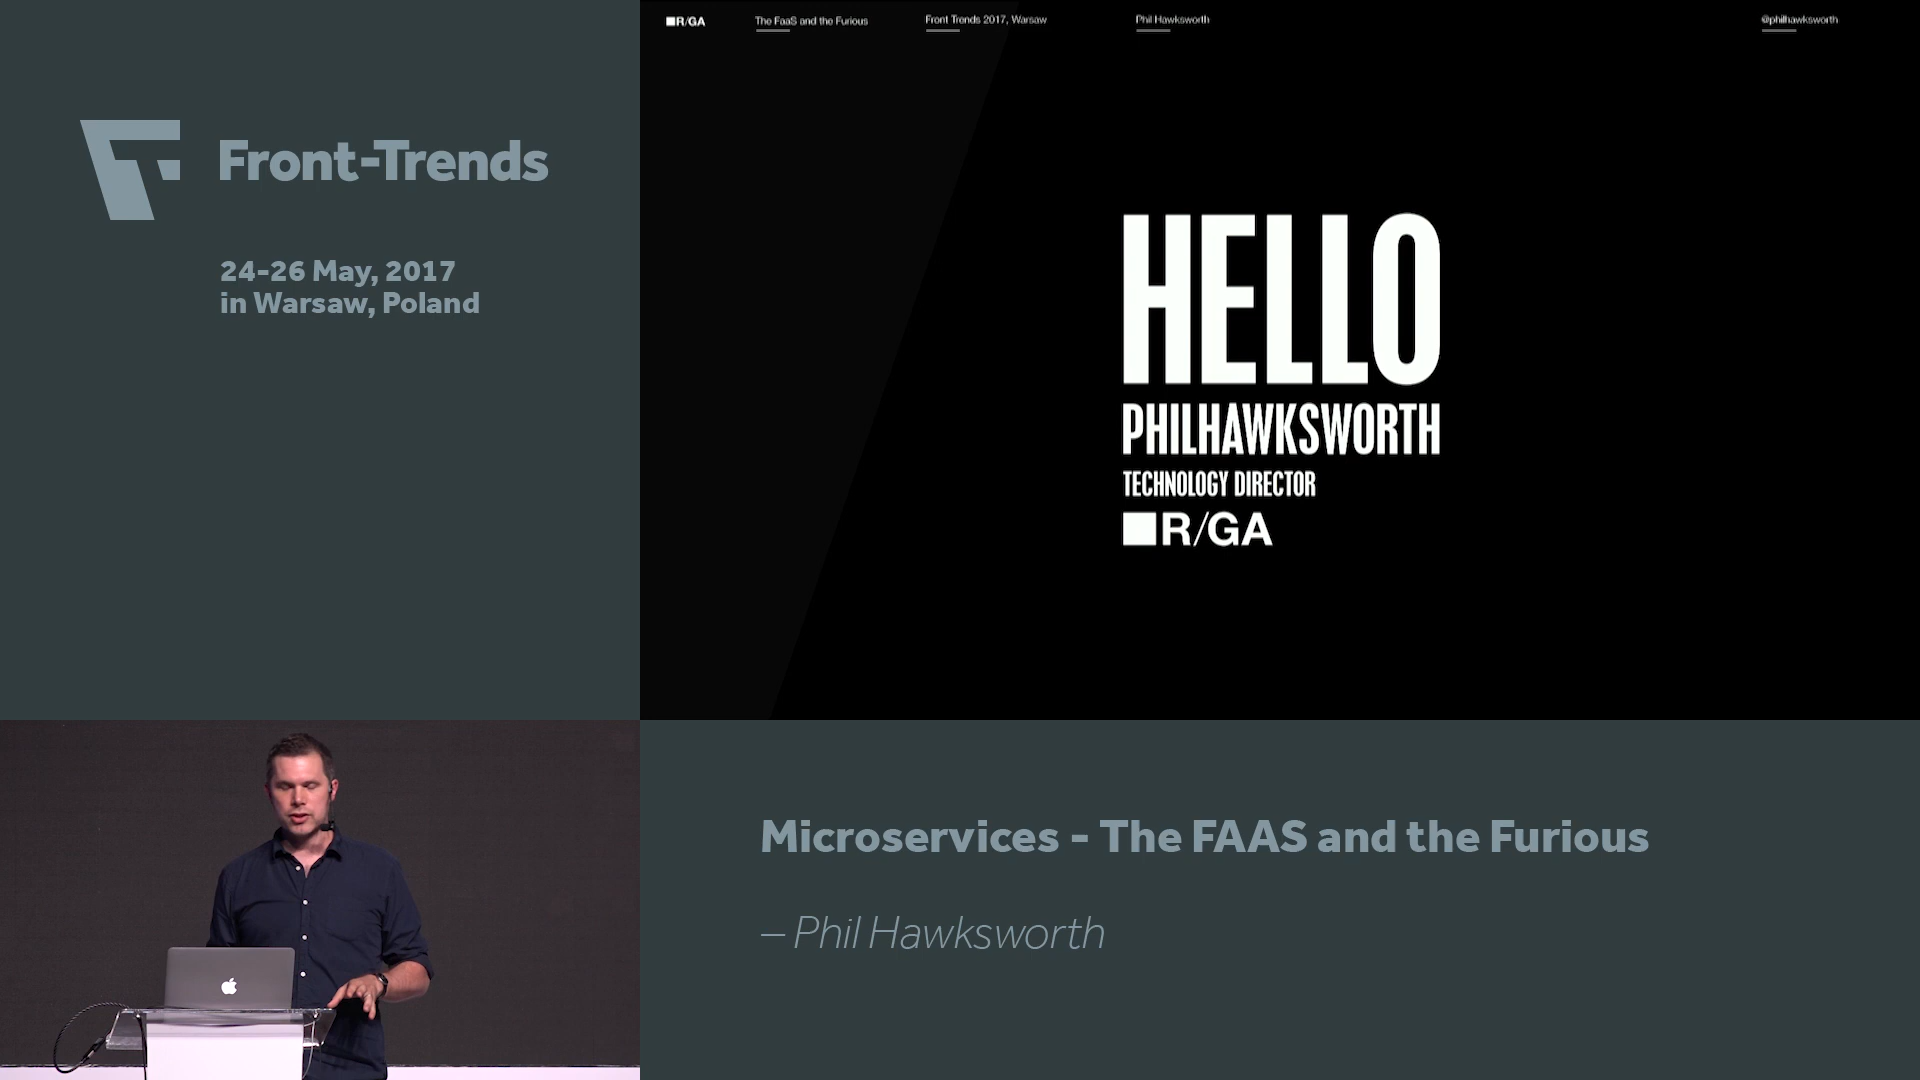 Front-Trends
24-26 May, 2017
in Warsaw, Poland
R/GA
The FaaS and the Furious
Front Trends 2017, Warsaw
Phil Hawksworth
@philhawksworth
HELLO
PHILHAWKSWORTH
TECHNOLOGY DIRECTOR
R/GA
Microservices - The FAAS and the Furious
– Phil Hawksworth